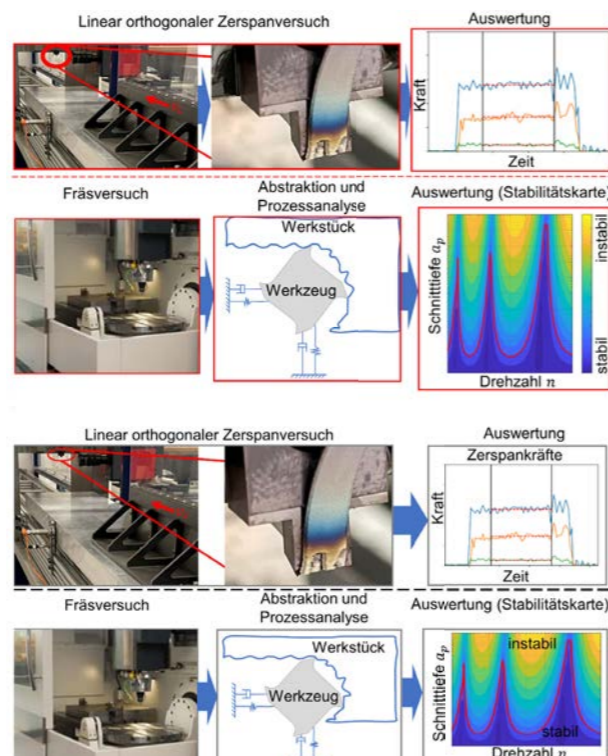 Linear orthogonaler Zerspanversuch
Auswertung
Kraft
Zeit
Fräsversuch
Abstraktion und
Prozessanalyse
Auswertung (Stabilitätskarte)
Werkstück
Werkzeug
Schnitttiefe a_p
Drehzahl n
instabil
stabil
Linear orthogonaler Zerspanversuch
Auswertung
Zerspankräfte
Kraft
Zeit
Fräsversuch
Abstraktion und
Prozessanalyse
Auswertung (Stabilitätskarte)
Werkstück
Werkzeug
Schnitttiefe a_p
instabil
stabil
Drehzahl n